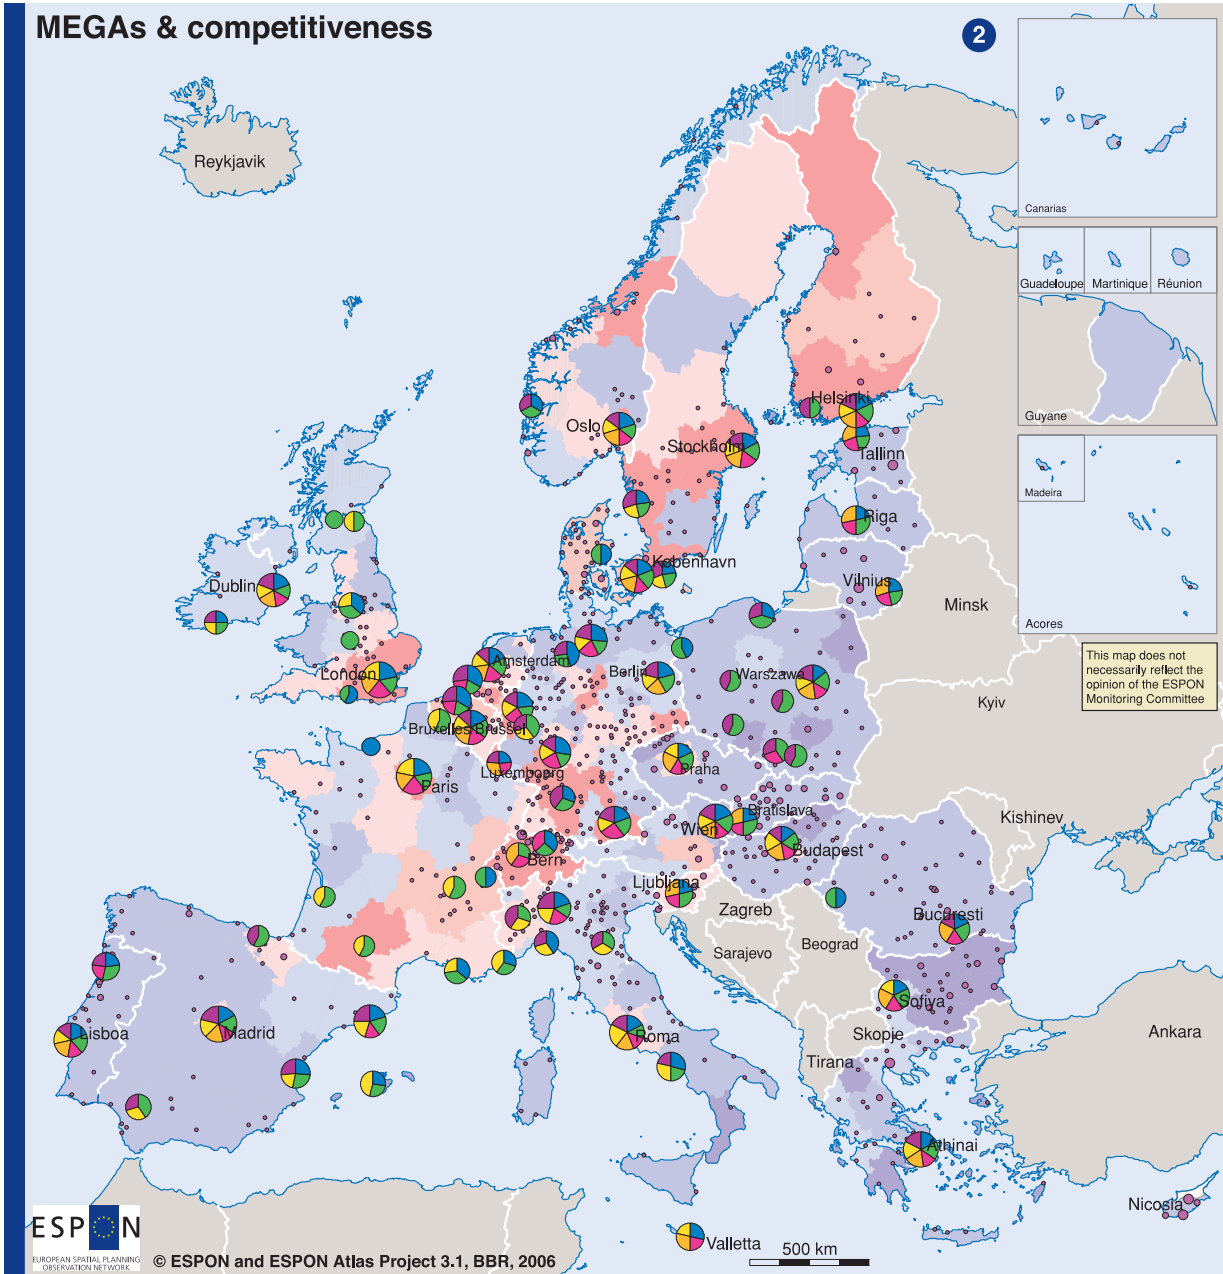 MEGAs & competitiveness
2
Reykjavik
Canarias
Guadeloupe
Martinique
Réunion
Guyane
Madeira
Acores
This map does not
necessarily reflect the
opinion of the ESPON
Monitoring Committee
Helsinki
Oslo
Stockholm
Tallinn
Riga
København
Vilnius
Dublin
Minsk
London
Amsterdam
Berlin
Warszawa
Kyiv
Bruxelles/Brussel
Luxembourg
Praha
Paris
Bratislava
Wien
Kishinev
Bern
Budapest
Ljubljana
Zagreb
Bucuresti
Beograd
Sarajevo
Sofiya
Lisboa
Madrid
Roma
Skopje
Ankara
Tirana
Athinai
Nicosia
Valletta
500 km
ESPON
EUROPEAN SPATIAL PLANNING
OBSERVATION NETWORK
© ESPON and ESPON Atlas Project 3.1, BBR, 2006